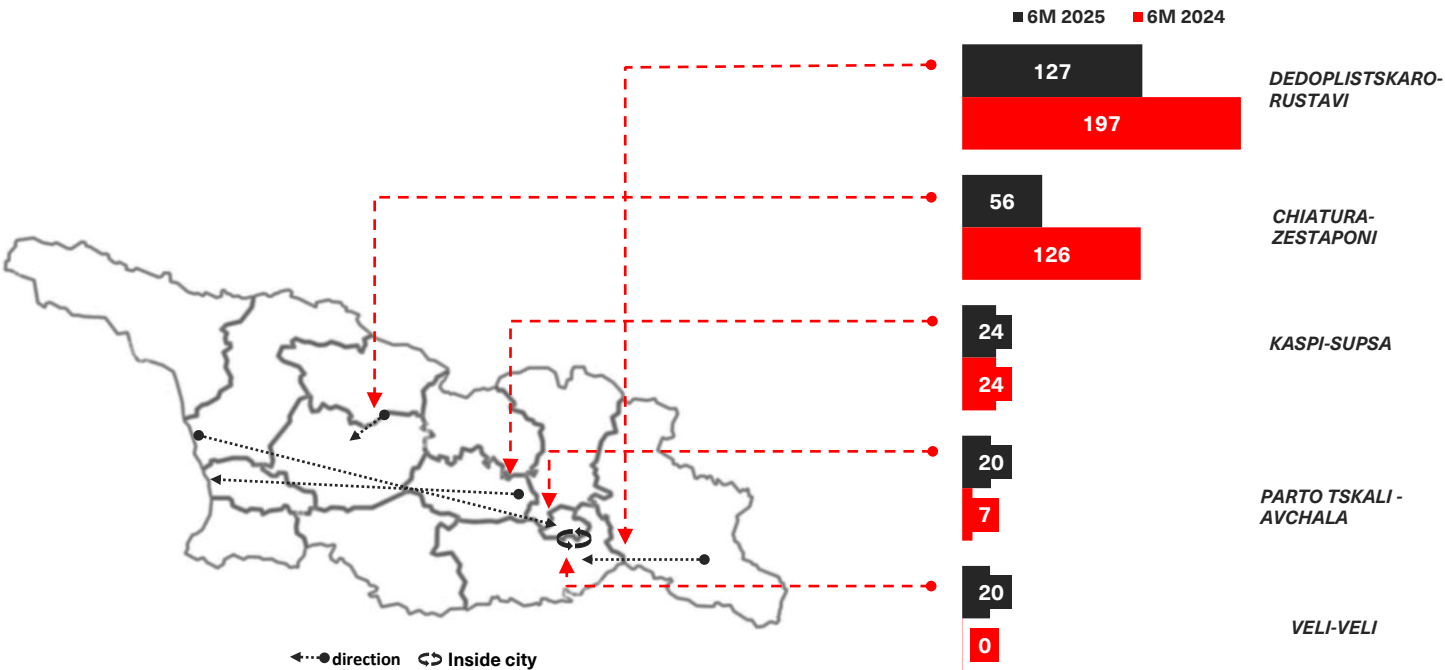 6M 2025 6M 2024
127
DEDOPLISTSKARO-
RUSTAVI
197
56
CHIATURA-
ZESTAPONI
126
24
KASPI-SUPSA
24
20
PARTO TSKALI -
AVCHALA
7
20
VELI-VELI
0
direction Inside city